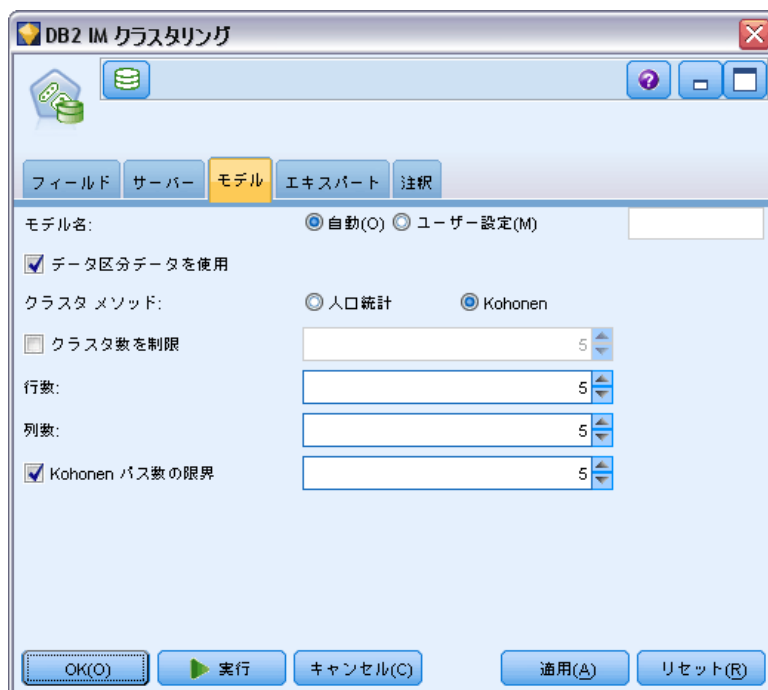 DB2 IM クラスタリング
フィールド サーバー モデル エキスパート 注釈
モデル名: 自動(O) ユーザー設定(M)
データ区分データを使用
クラスタ メソッド: 人口統計 Kohonen
クラスタ数を制限 5
行数: 5
列数: 5
Kohonen パス数の限界 5
OK(O) 実行 キャンセル(C) 適用(A) リセット(R)